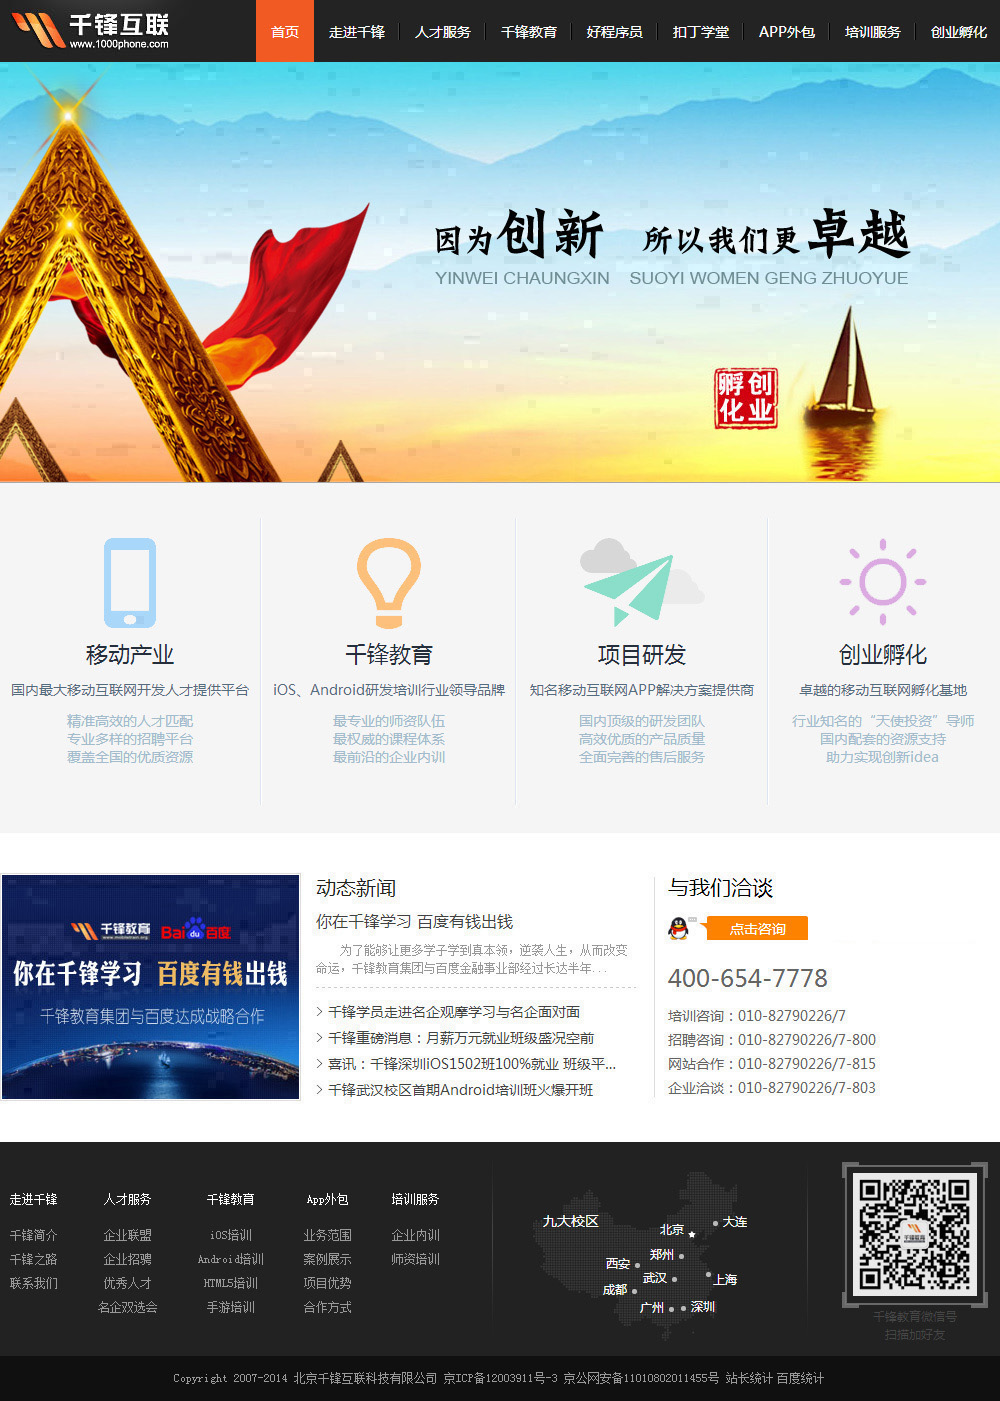 千锋互联
www.1000phone.com
首页 走进千锋 人才服务 千锋教育 好程序员 扣丁学堂 APP外包 培训服务 创业孵化
因为创新 所以我们更卓越
YINWEI CHAUNGXIN SUOYI WOMEN GENG ZHUOYUE
创业孵化
移动产业
国内最大移动互联网开发人才提供平台
精准高效的人才匹配
专业多样的招聘平台
覆盖全国的优质资源
千锋教育
iOS、Android研发培训行业领导品牌
最专业的师资队伍
最权威的课程体系
最前沿的企业内训
项目研发
知名移动互联网APP解决方案提供商
国内顶级的研发团队
高效优质的产品质量
全面完善的售后服务
创业孵化
卓越的移动互联网孵化基地
行业知名的“天使投资”导师
国内配套的资源支持
助力实现创新idea
千锋教育 Bai du 百度
你在千锋学习 百度有钱出钱
千锋教育集团与百度达成战略合作
动态新闻
你在千锋学习 百度有钱出钱
为了能够让更多学子学到真本领，逆袭人生，从而改变
命运，千锋教育集团与百度金融事业部经过长达半年...
> 千锋学员走进名企观摩学习与名企面对面
> 千锋重磅消息：月薪万元就业班级盛况空前
> 喜讯：千锋深圳iOS1502班100%就业 班级平...
> 千锋武汉校区首期Android培训班火爆开班
与我们洽谈
点击咨询
400-654-7778
培训咨询：010-82790226/7
招聘咨询：010-82790226/7-800
网站合作：010-82790226/7-815
企业洽谈：010-82790226/7-803
走进千锋
千锋简介
千锋之路
联系我们
人才服务
企业联盟
企业招聘
优秀人才
名企双选会
千锋教育
iOS培训
Android培训
HTML5培训
手游培训
App外包
业务范围
案例展示
项目优势
合作方式
培训服务
企业内训
师资培训
九大校区
大连
北京
郑州
西安
武汉
上海
成都
广州
深圳
千锋教育
千锋教育微信号
扫描加好友
Copyright 2007-2014 北京千锋互联科技有限公司 京ICP备12003911号-3 京公网安备11010802011455号 站长统计 百度统计